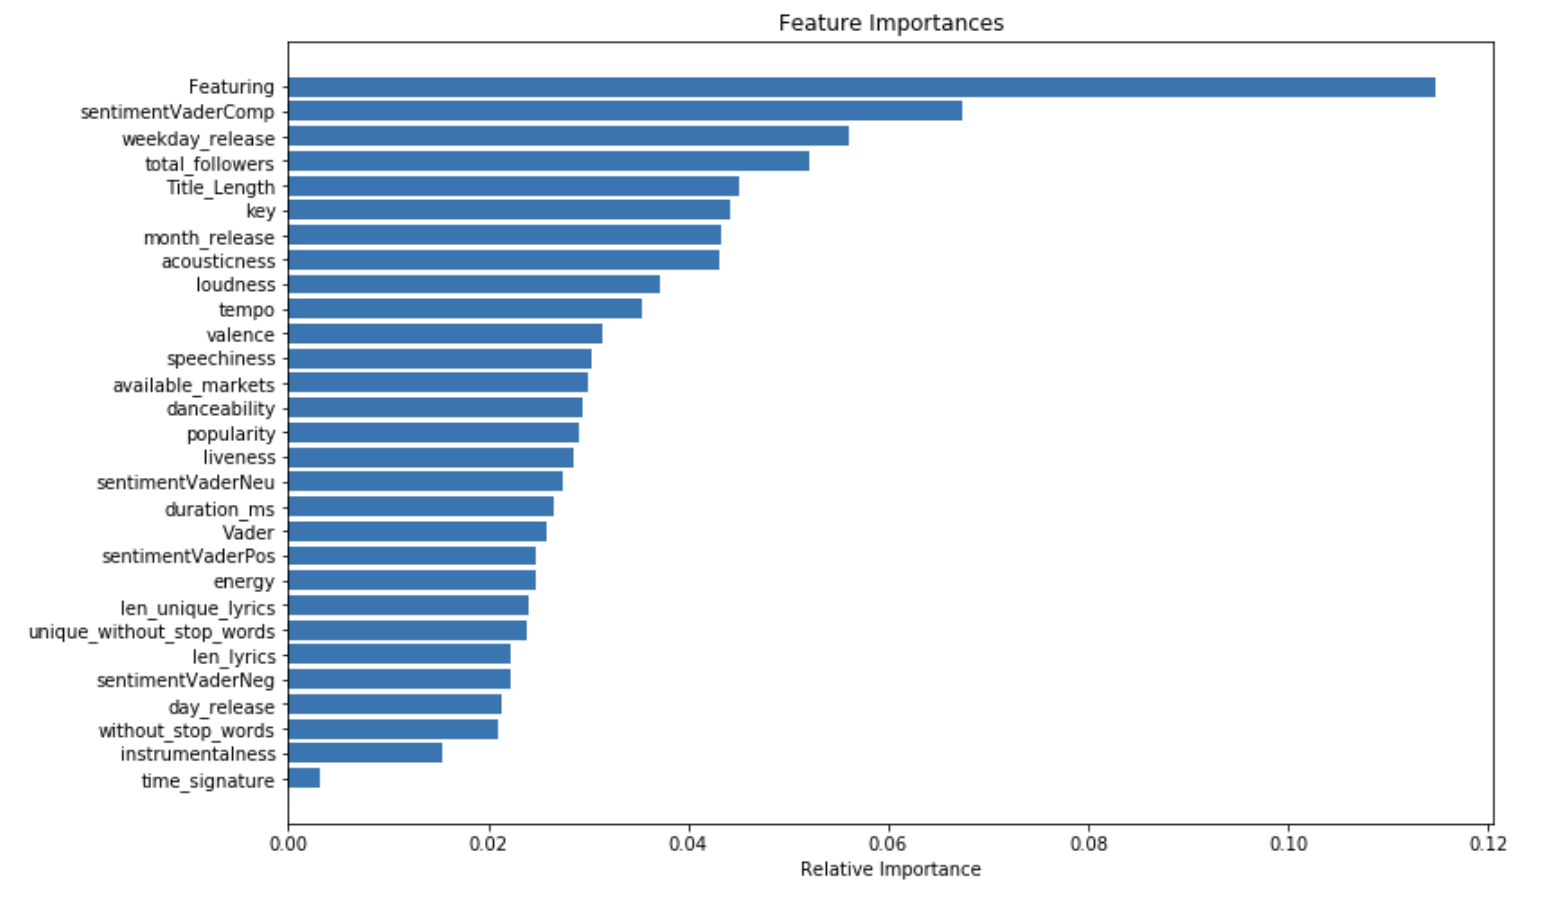 Feature Importances
Featuring
sentimentVaderComp
weekday_release
total_followers
Title_Length
key
month_release
acousticness
loudness
tempo
valence
speechiness
available_markets
danceability
popularity
liveness
sentimentVaderNeu
duration_ms
Vader
sentimentVaderPos
energy
len_unique_lyrics
unique_without_stop_words
len_lyrics
sentimentVaderNeg
day_release
without_stop_words
instrumentalness
time_signature
0.00 0.02 0.04 0.06 0.08 0.10 0.12
Relative Importance